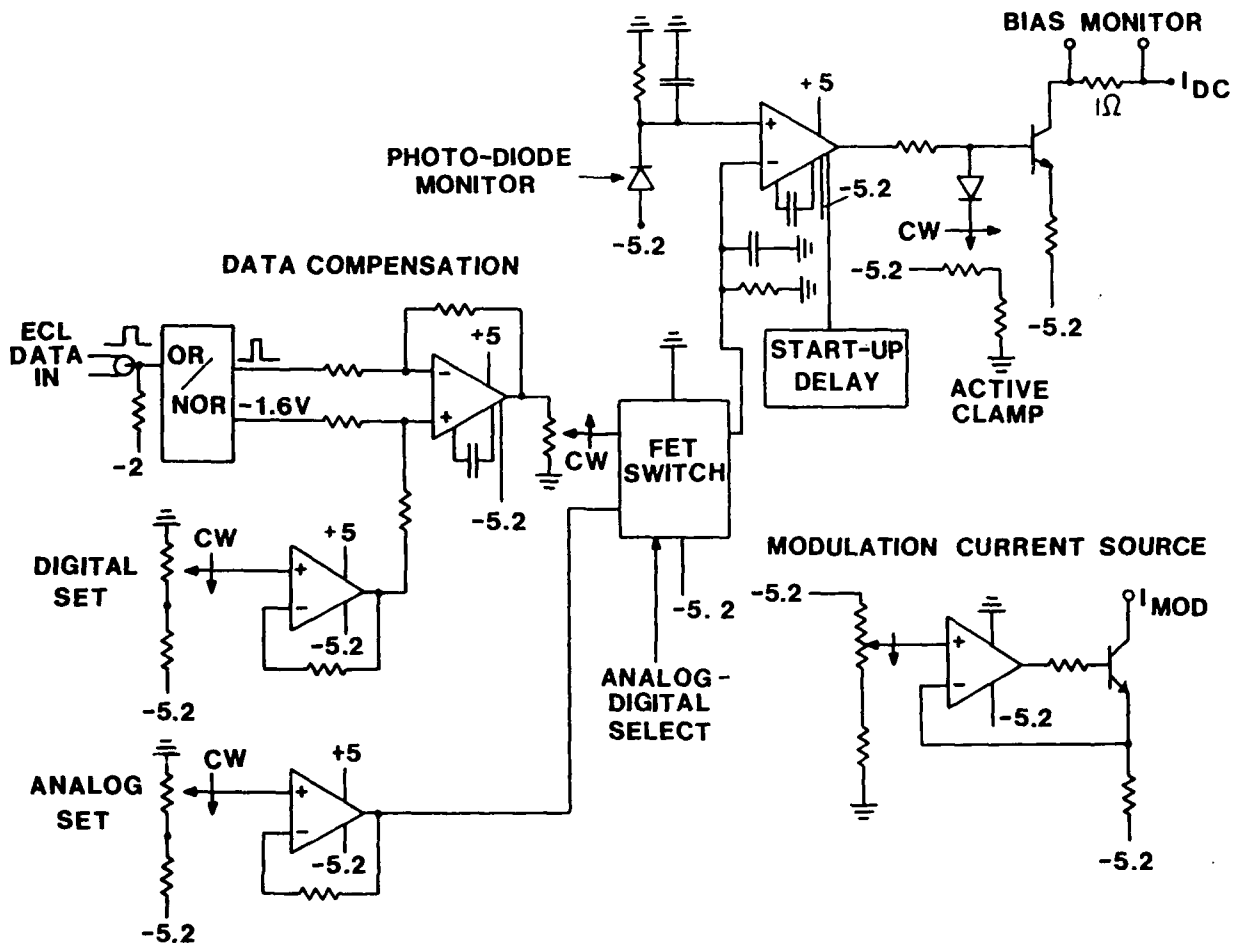 BIAS MONITOR
+5
1Ω
I DC
PHOTO-DIODE
MONITOR
+
−
-5.2
-5.2
CW
-5.2
-5.2
START-UP
DELAY
ACTIVE
CLAMP
DATA COMPENSATION
ECL
DATA
IN
OR
/
NOR
-1.6V
-2
+5
−
+
-5.2
CW
FET
SWITCH
-5.2
ANALOG-
DIGITAL
SELECT
DIGITAL
SET
CW
+5
+
−
-5.2
-5.2
ANALOG
SET
CW
+5
+
−
-5.2
-5.2
MODULATION CURRENT SOURCE
-5.2
I MOD
+
−
-5.2
-5.2